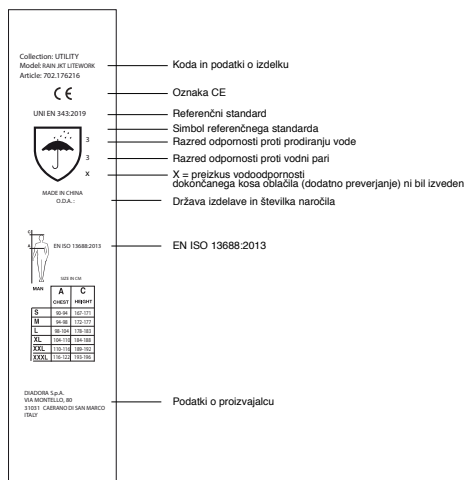 Collection: UTILITY
Model: RAIN JKT LITEWORK
Article: 702.176216
Koda in podatki o izdelku
CE
Oznaka CE
UNI EN 343:2019
Referenčni standard
Simbol referenčnega standarda
3
Razred odpornosti proti prodiranju vode
3
Razred odpornosti proti vodni pari
X
X = preizkus vodoodpornosti
dokončanega kosa oblačila (dodatno preverjanje) ni bil izveden
MADE IN CHINA
O.D.A.:
Država izdelave in številka naročila
C
A
EN ISO 13688:2013
EN ISO 13688:2013
MAN
SIZE IN CM
A C
CHEST HEIGHT
S 90-94 167-171
M 94-98 172-177
L 98-104 178-183
XL 104-110 184-188
XXL 110-116 189-192
XXXL 116-122 193-196
DIADORA S.p.A.
VIA MONTELLO, 80
31031 CAERANO DI SAN MARCO
ITALY
Podatki o proizvajalcu